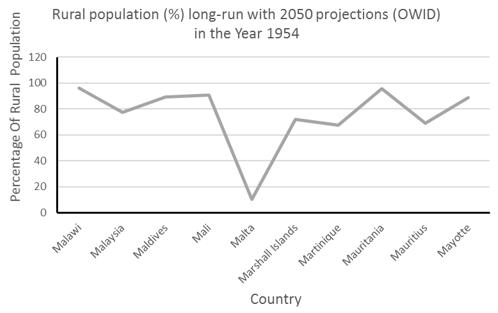 Rural population (%) long-run with 2050 projections (OWID)
in the Year 1954
Percentage Of Rural Population
120
100
80
60
40
20
0
Malawi
Malaysia
Maldives
Mali
Malta
Marshall Islands
Martinique
Mauritania
Mauritius
Mayotte
Country